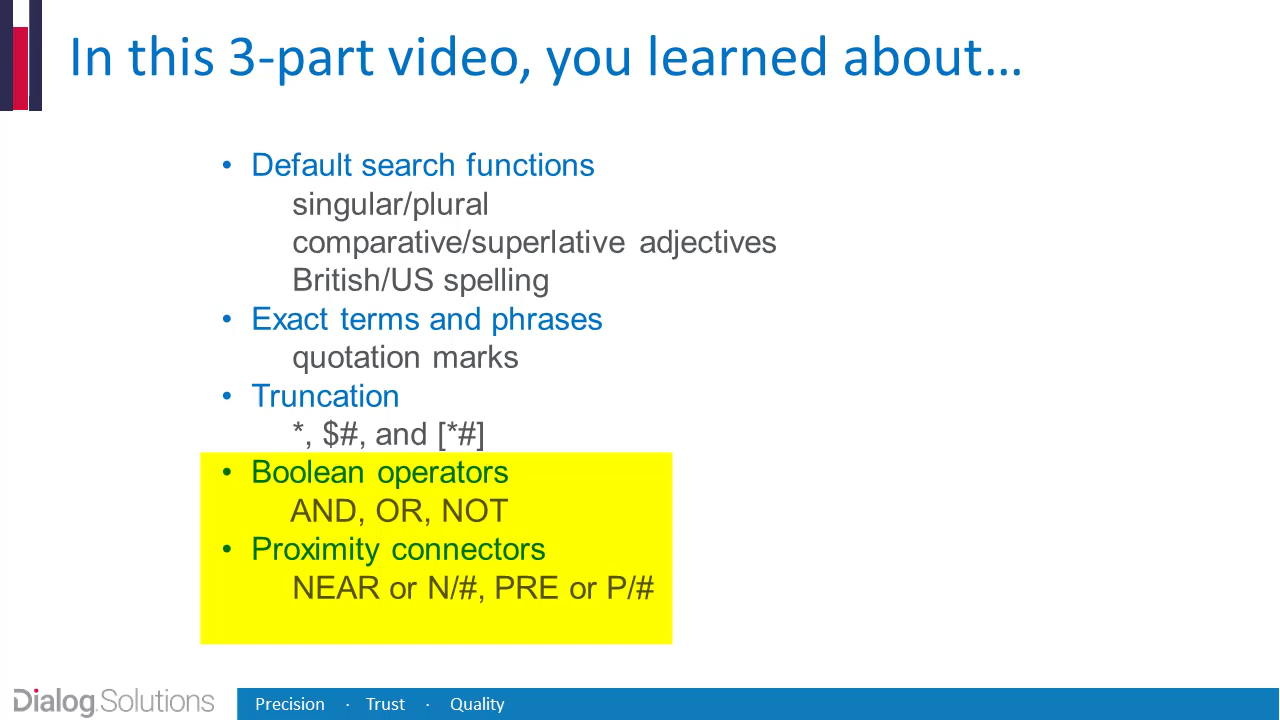 In this 3-part video, you learned about…
• Default search functions
singular/plural
comparative/superlative adjectives
British/US spelling
• Exact terms and phrases
quotation marks
• Truncation
*, $#, and [*#]
• Boolean operators
AND, OR, NOT
• Proximity connectors
NEAR or N/#, PRE or P/#
Dialog.Solutions
Precision · Trust · Quality